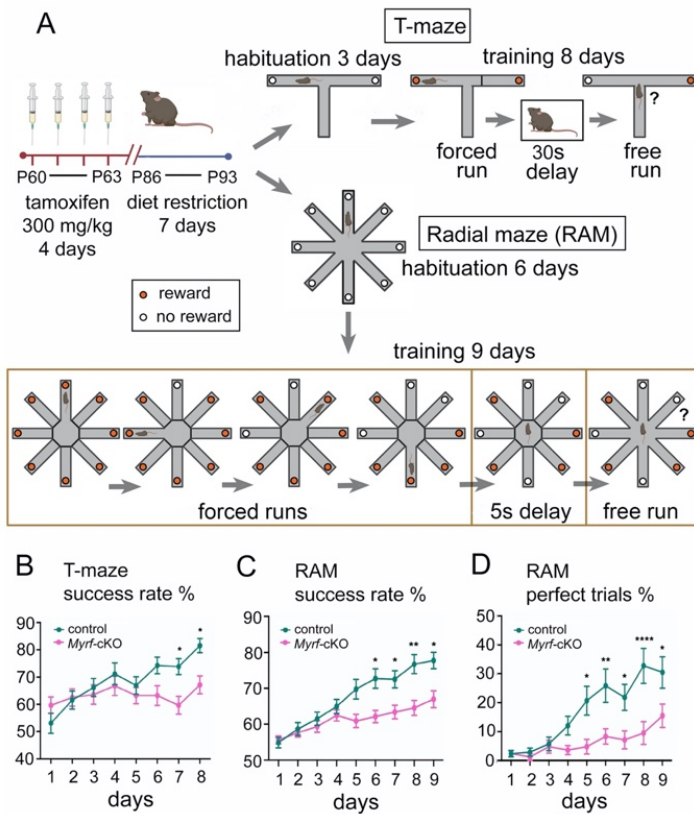 A
T-maze
habituation 3 days
training 8 days
?
P60
P63
P86
P93
forced run
30s delay
free run
tamoxifen
300 mg/kg
4 days
diet restriction
7 days
Radial maze (RAM)
habituation 6 days
reward
no reward
training 9 days
?
forced runs
5s delay
free run
B
T-maze
success rate %
control
Myrf-cKO
*
*
90
80
70
60
50
40
1 2 3 4 5 6 7 8
days
C
RAM
success rate %
control
Myrf-cKO
*
*
**
*
90
80
70
60
50
1 2 3 4 5 6 7 8 9
days
D
RAM
perfect trials %
control
Myrf-cKO
*
**
*
****
*
50
40
30
20
10
0
1 2 3 4 5 6 7 8 9
days